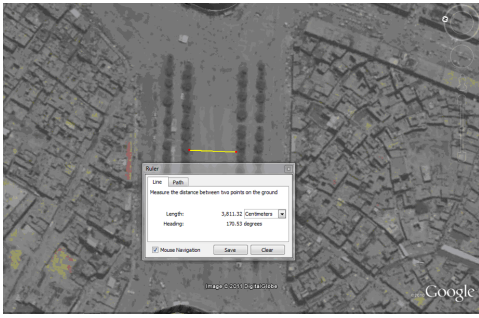 Ruler
Line Path
Measure the distance between two points on the ground
Length: 3,811.32 Centimeters
Heading: 170.53 degrees
Mouse Navigation Save Clear
Image © 2011 DigitalGlobe
Google